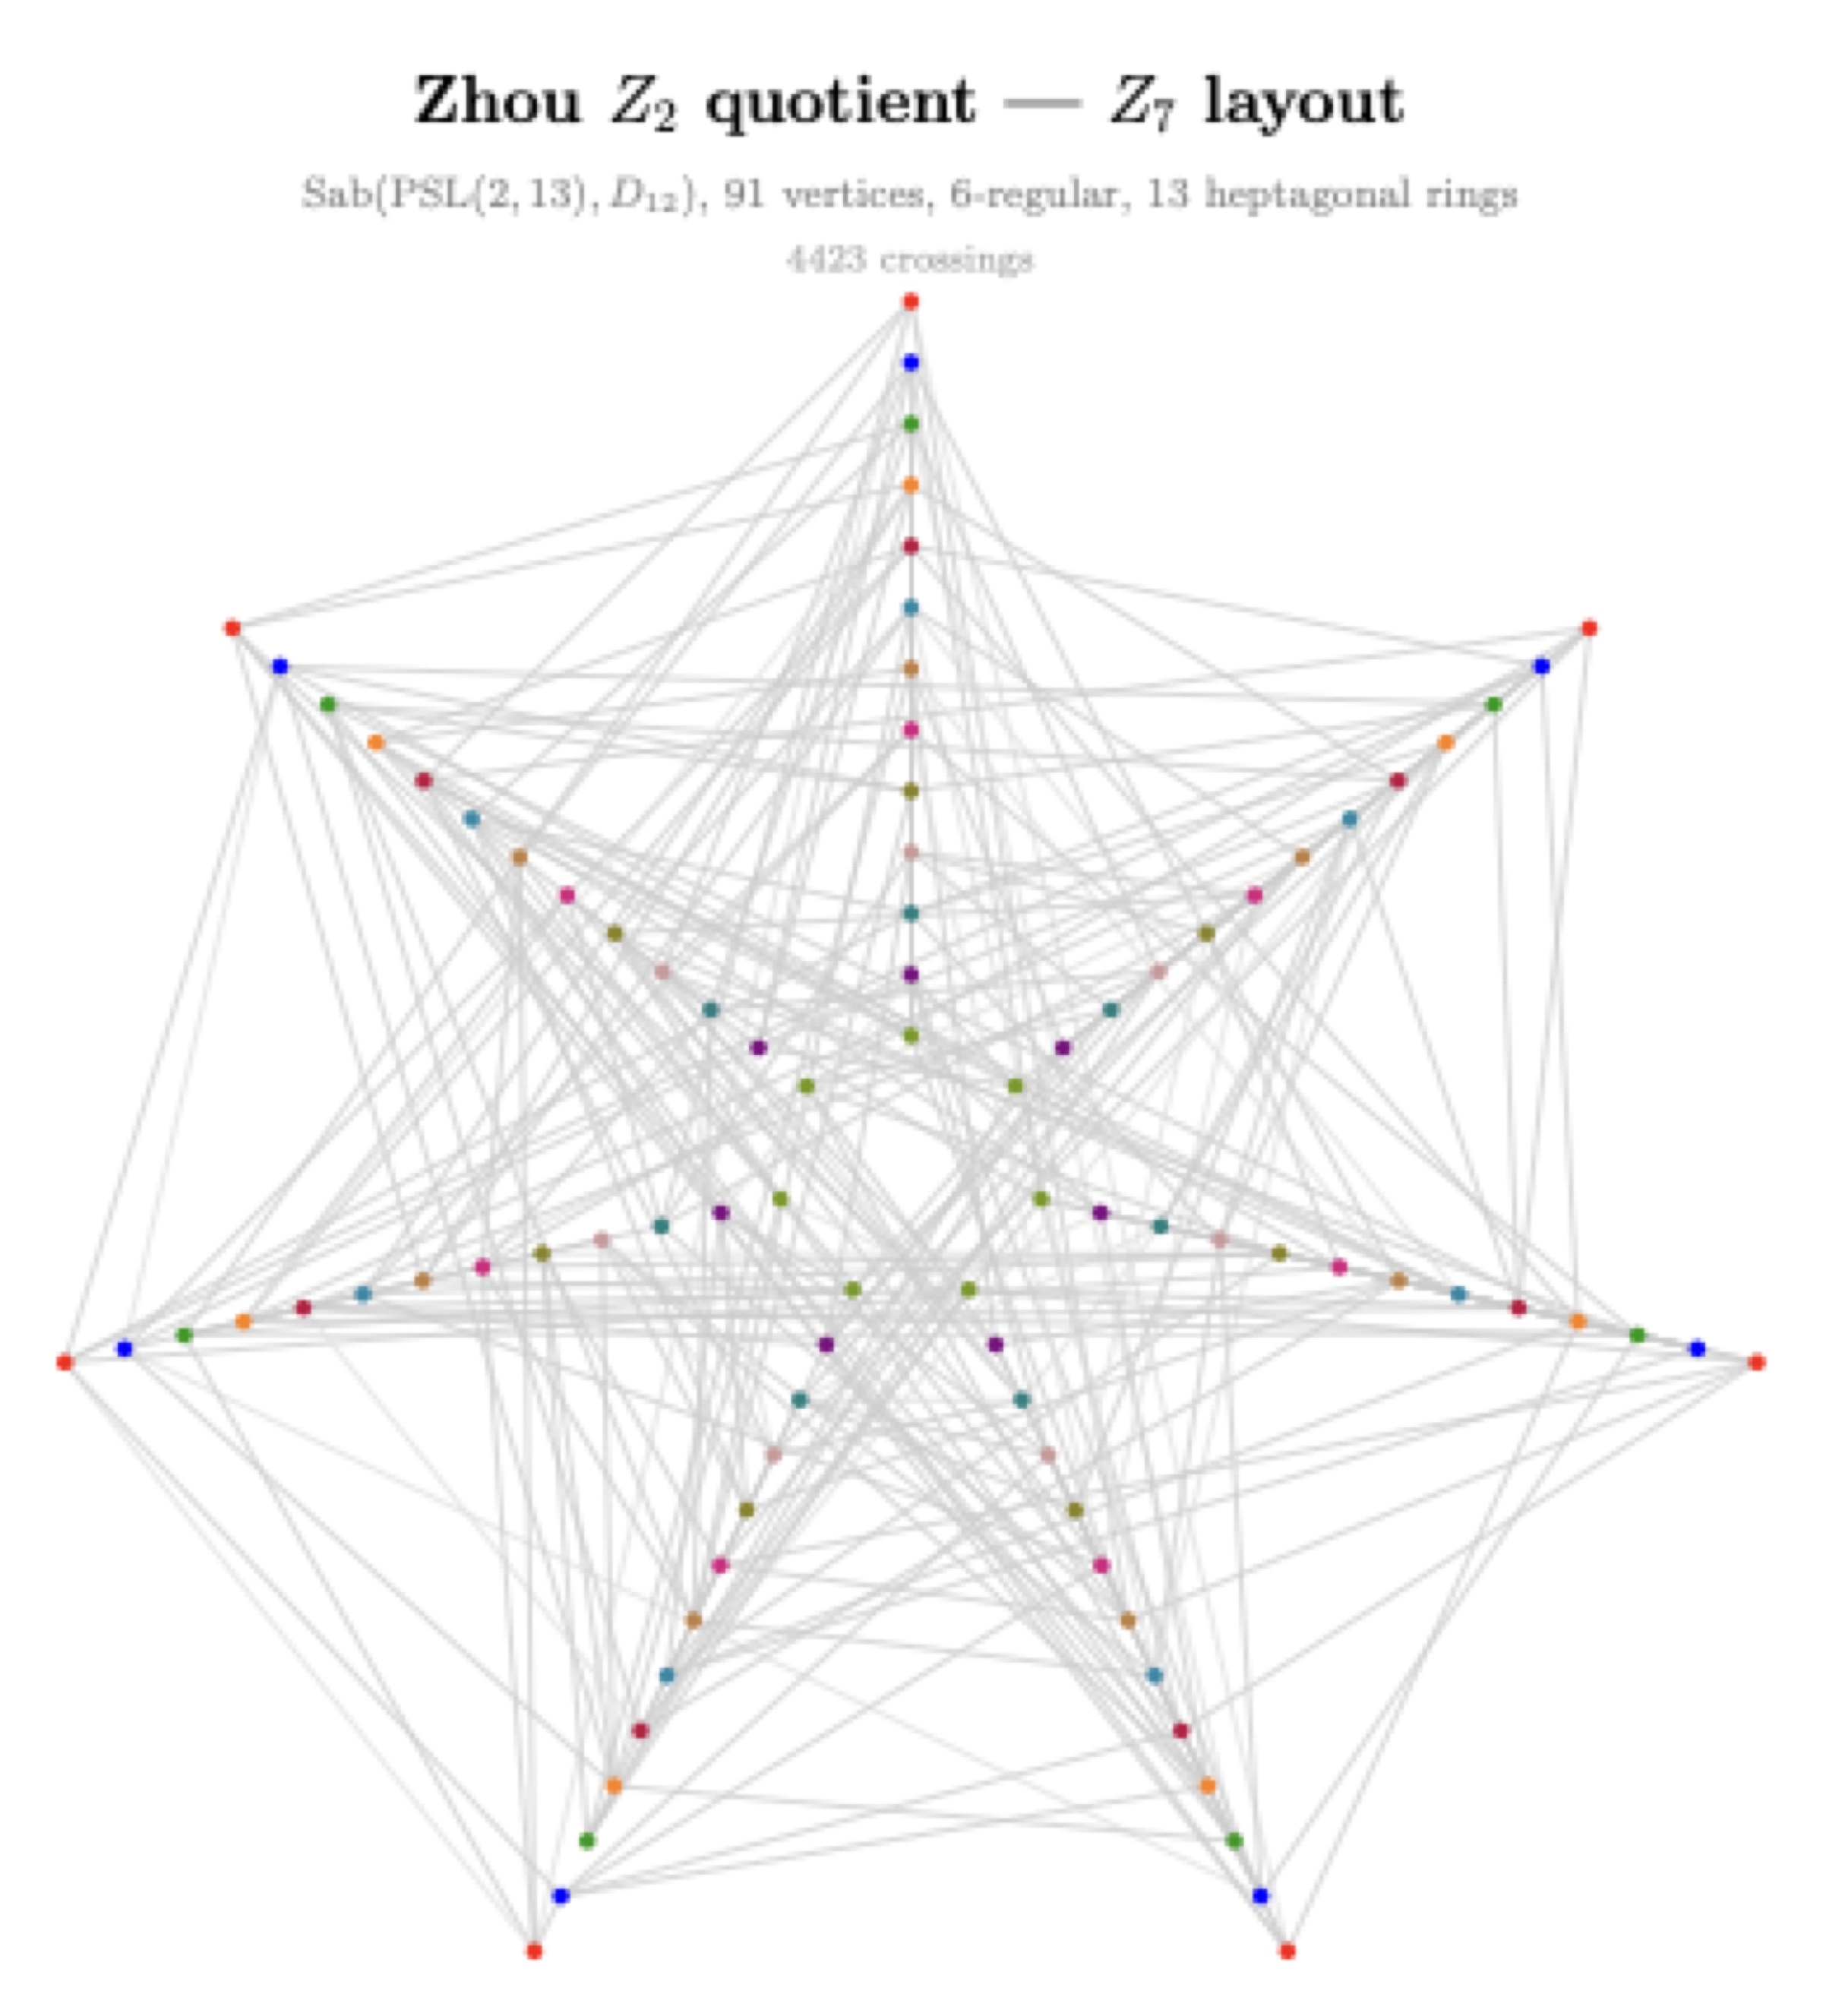 Zhou Z₂ quotient — Z₇ layout
Sab(PSL(2, 13), D₁₂), 91 vertices, 6-regular, 13 heptagonal rings
4423 crossings